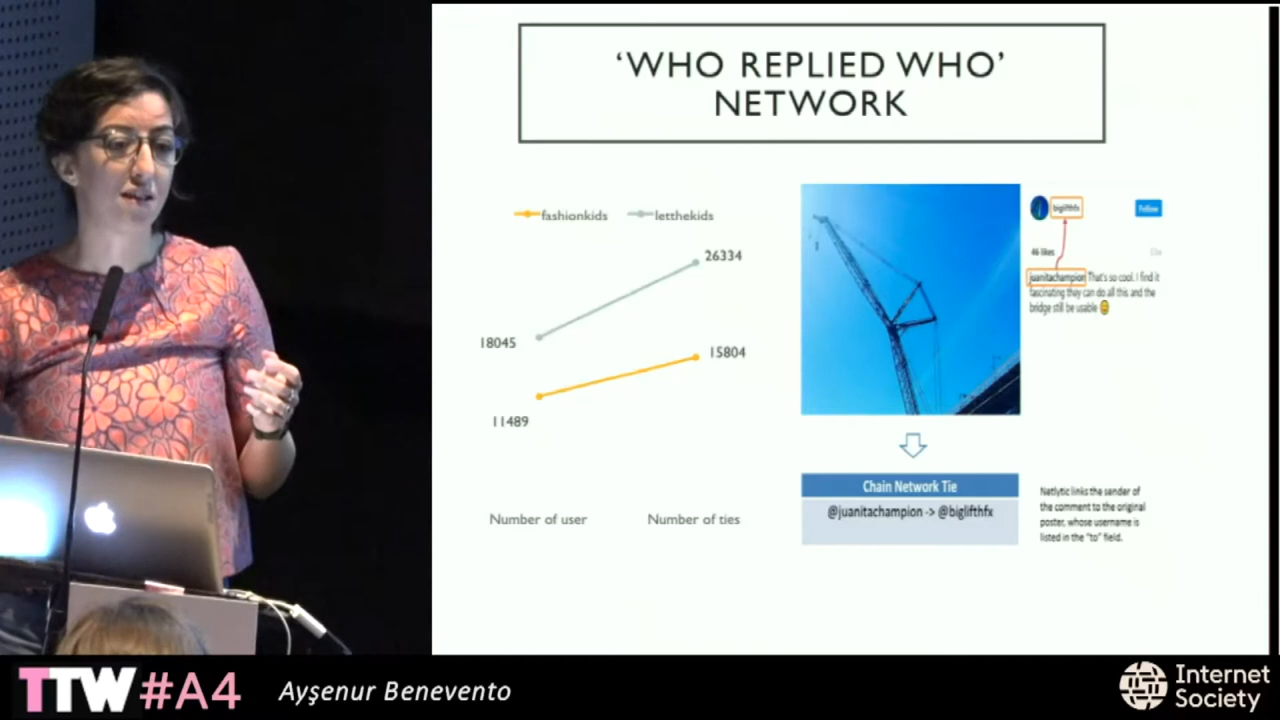 ‘WHO REPLIED WHO’
NETWORK
fashionkids
letthekids
26334
18045
15804
11489
Number of user
Number of ties
biglifthfx
Follow
46 likes
juanitachampion That's so cool. I find it
fascinating they can do all this and the
bridge still be usable
Chain Network Tie
@juanitachampion -> @biglifthfx
Netlytic links the sender of
the comment to the original
poster, whose username is
listed in the "to" field.
TTW#A4
Ayşenur Benevento
Internet
Society